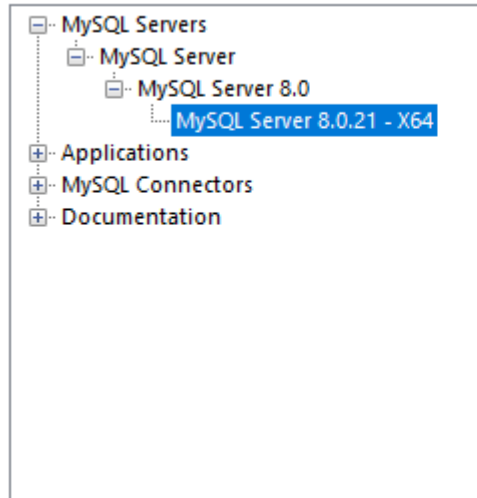 MySQL Servers
MySQL Server
MySQL Server 8.0
MySQL Server 8.0.21 - X64
Applications
MySQL Connectors
Documentation